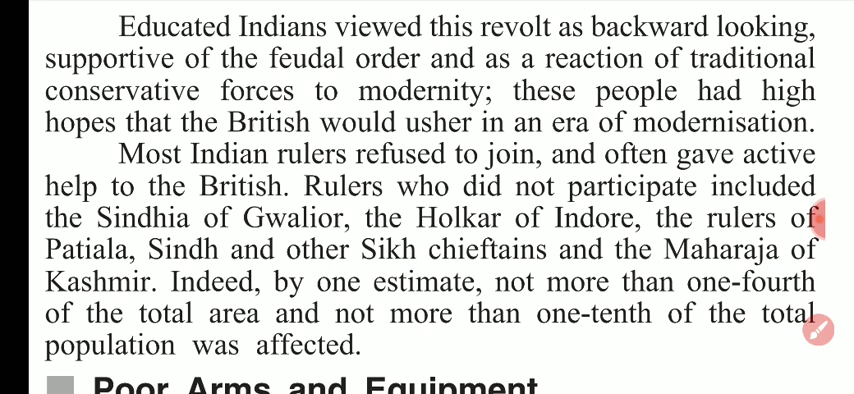 Educated Indians viewed this revolt as backward looking,
supportive of the feudal order and as a reaction of traditional
conservative forces to modernity; these people had high
hopes that the British would usher in an era of modernisation.
Most Indian rulers refused to join, and often gave active
help to the British. Rulers who did not participate included
the Sindhia of Gwalior, the Holkar of Indore, the rulers of
Patiala, Sindh and other Sikh chieftains and the Maharaja of
Kashmir. Indeed, by one estimate, not more than one-fourth
of the total area and not more than one-tenth of the total
population was affected.
Poor Arms and Equipment